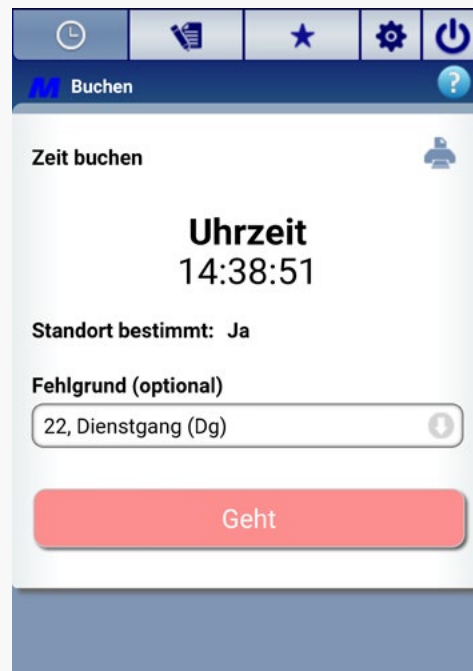 M Buchen
?
Zeit buchen
Uhrzeit
14:38:51
Standort bestimmt: Ja
Fehlgrund (optional)
22, Dienstgang (Dg)
Geht